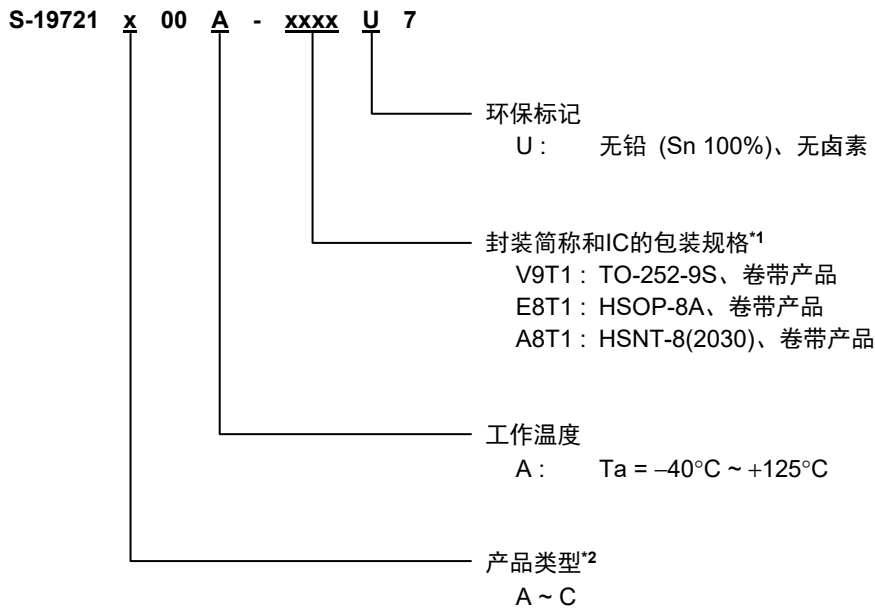 S-19721 x 00 A - xxxx U 7
环保标记
U : 无铅 (Sn 100%)、无卤素
封装简称和IC的包装规格*1
V9T1 : TO-252-9S、卷带产品
E8T1 : HSOP-8A、卷带产品
A8T1 : HSNT-8(2030)、卷带产品
工作温度
A : Ta = −40°C ~ +125°C
产品类型*2
A ~ C